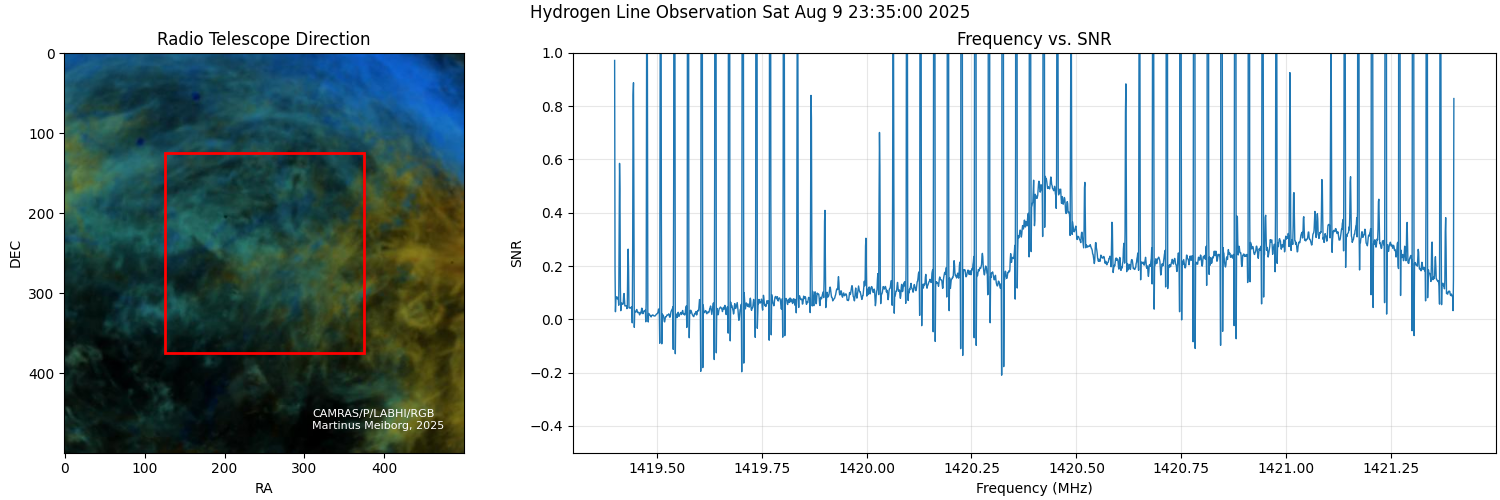 Hydrogen Line Observation Sat Aug 9 23:35:00 2025
Radio Telescope Direction
0
100
200
300
400
DEC
0 100 200 300 400
RA
CAMRAS/P/LABHI/RGB
Martinus Meiborg, 2025
Frequency vs. SNR
1.0
0.8
0.6
0.4
0.2
0.0
−0.2
−0.4
SNR
1419.50 1419.75 1420.00 1420.25 1420.50 1420.75 1421.00 1421.25
Frequency (MHz)